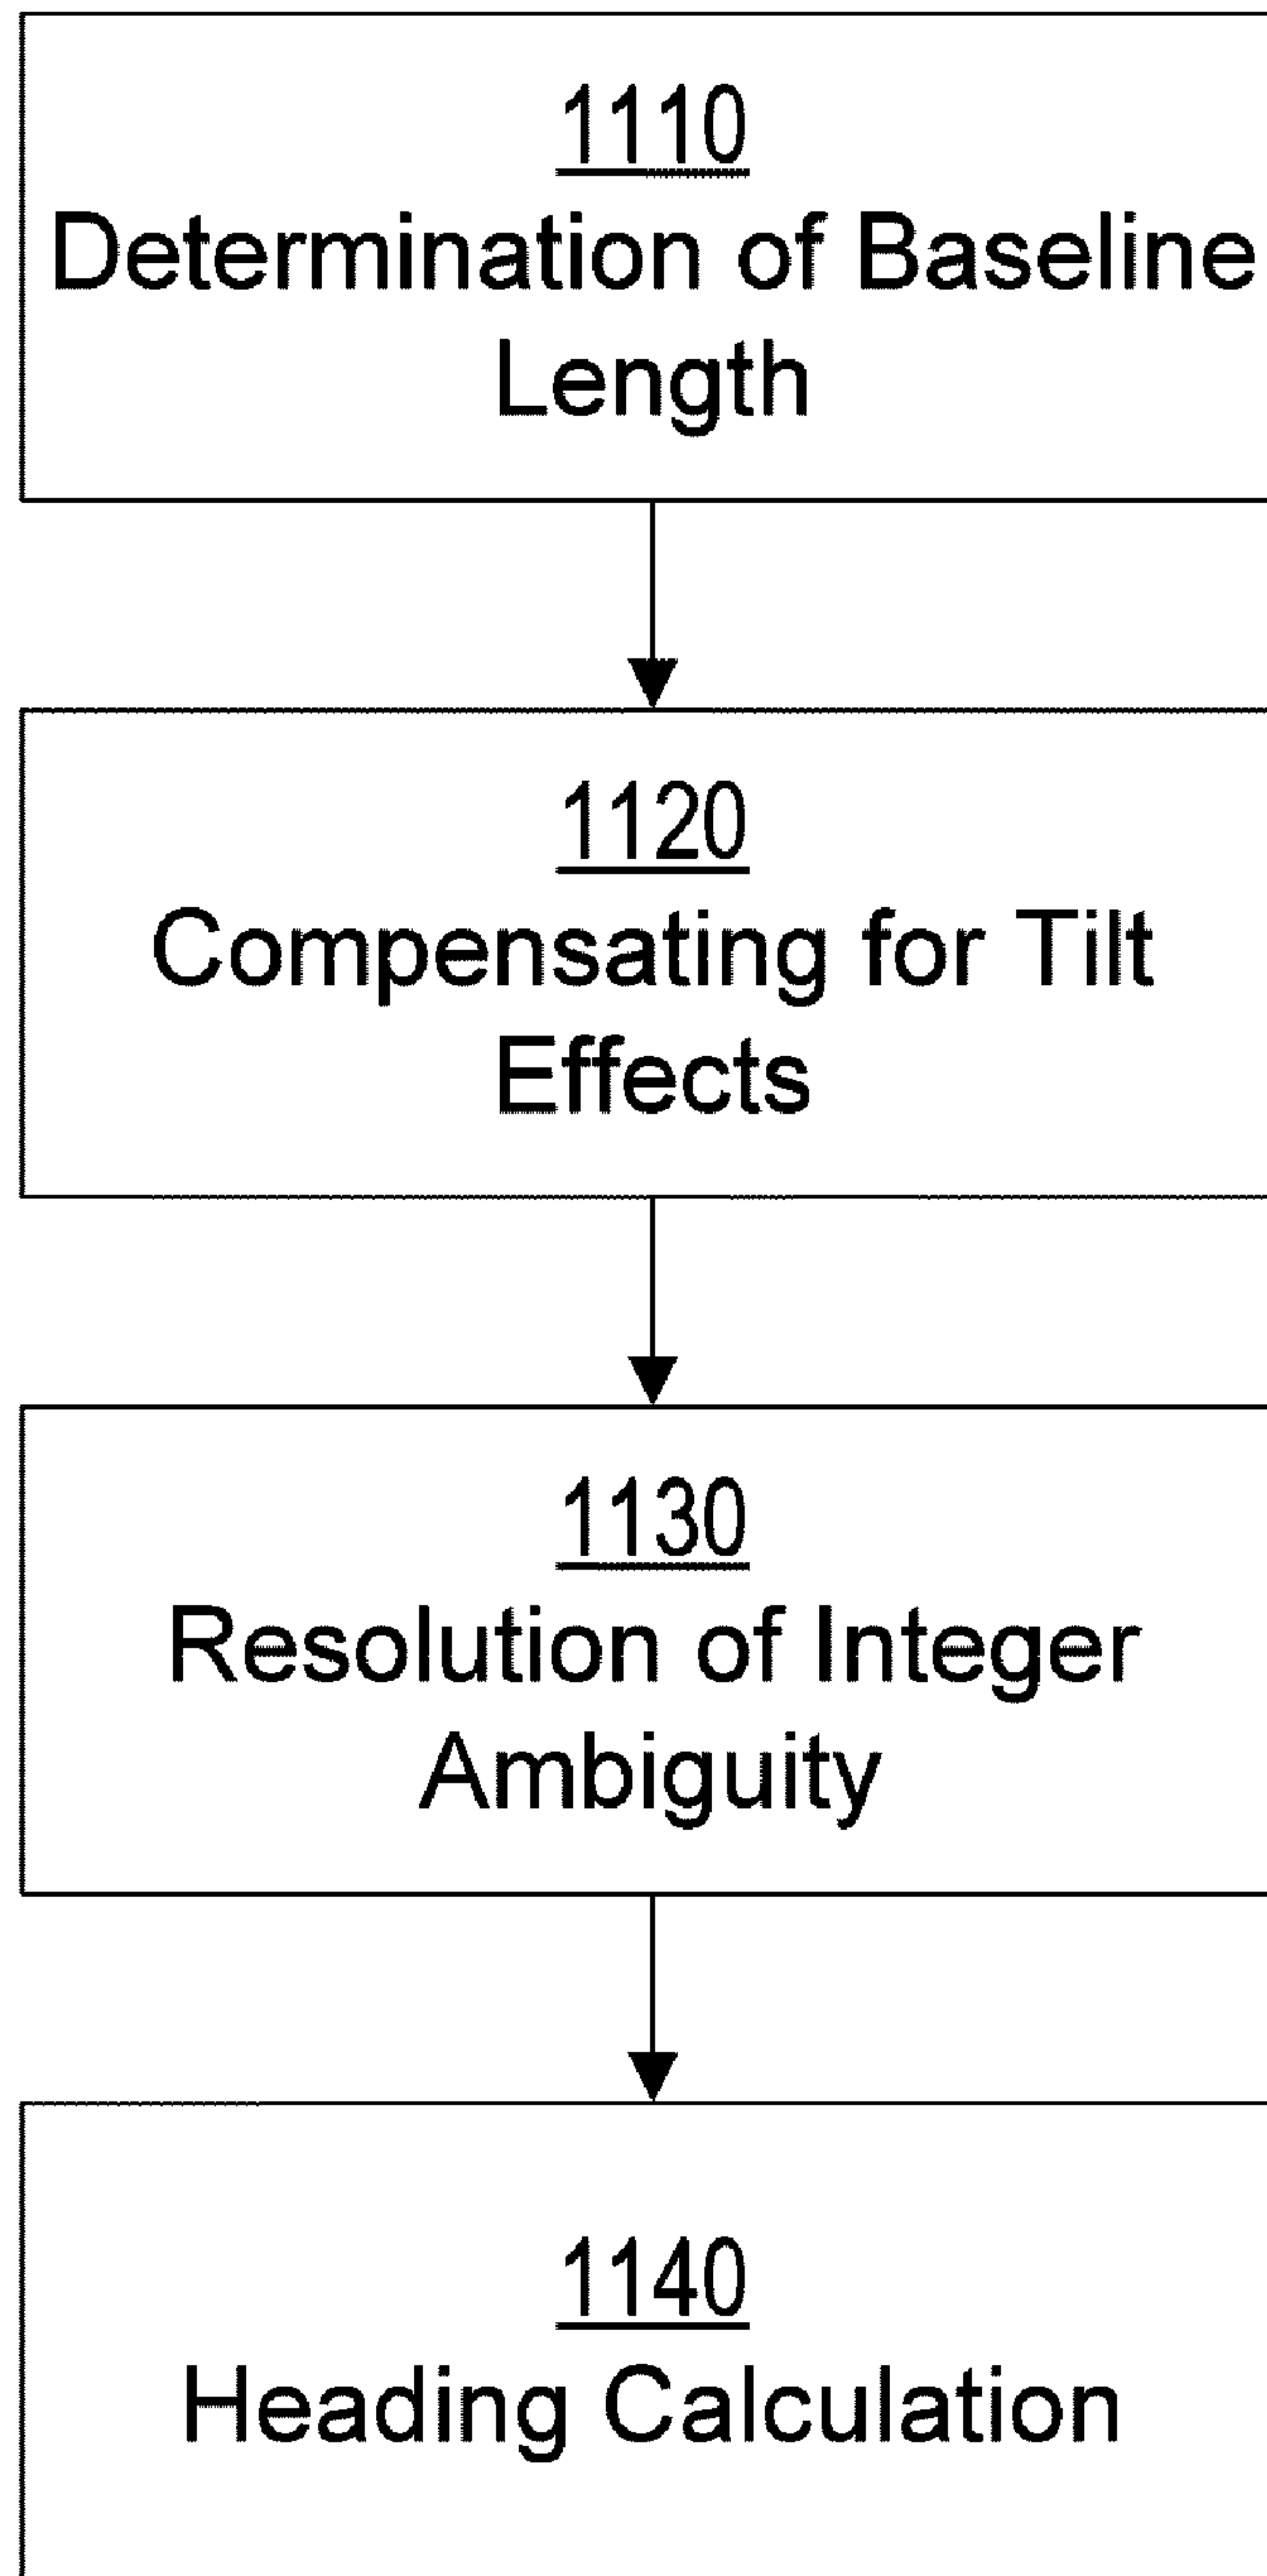 1110
Determination of Baseline
Length
1120
Compensating for Tilt
Effects
1130
Resolution of Integer
Ambiguity
1140
Heading Calculation